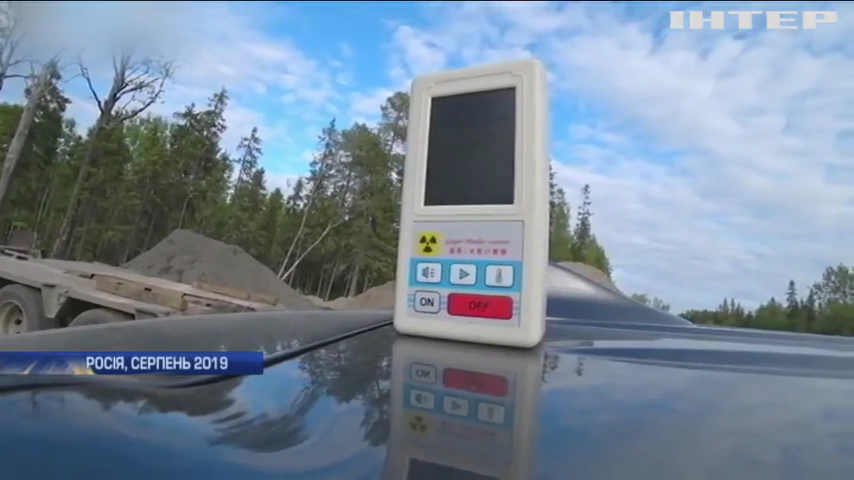 ІНТЕР
Geiger-Muller counter
ON
OFF
РОСІЯ, СЕРПЕНЬ 2019